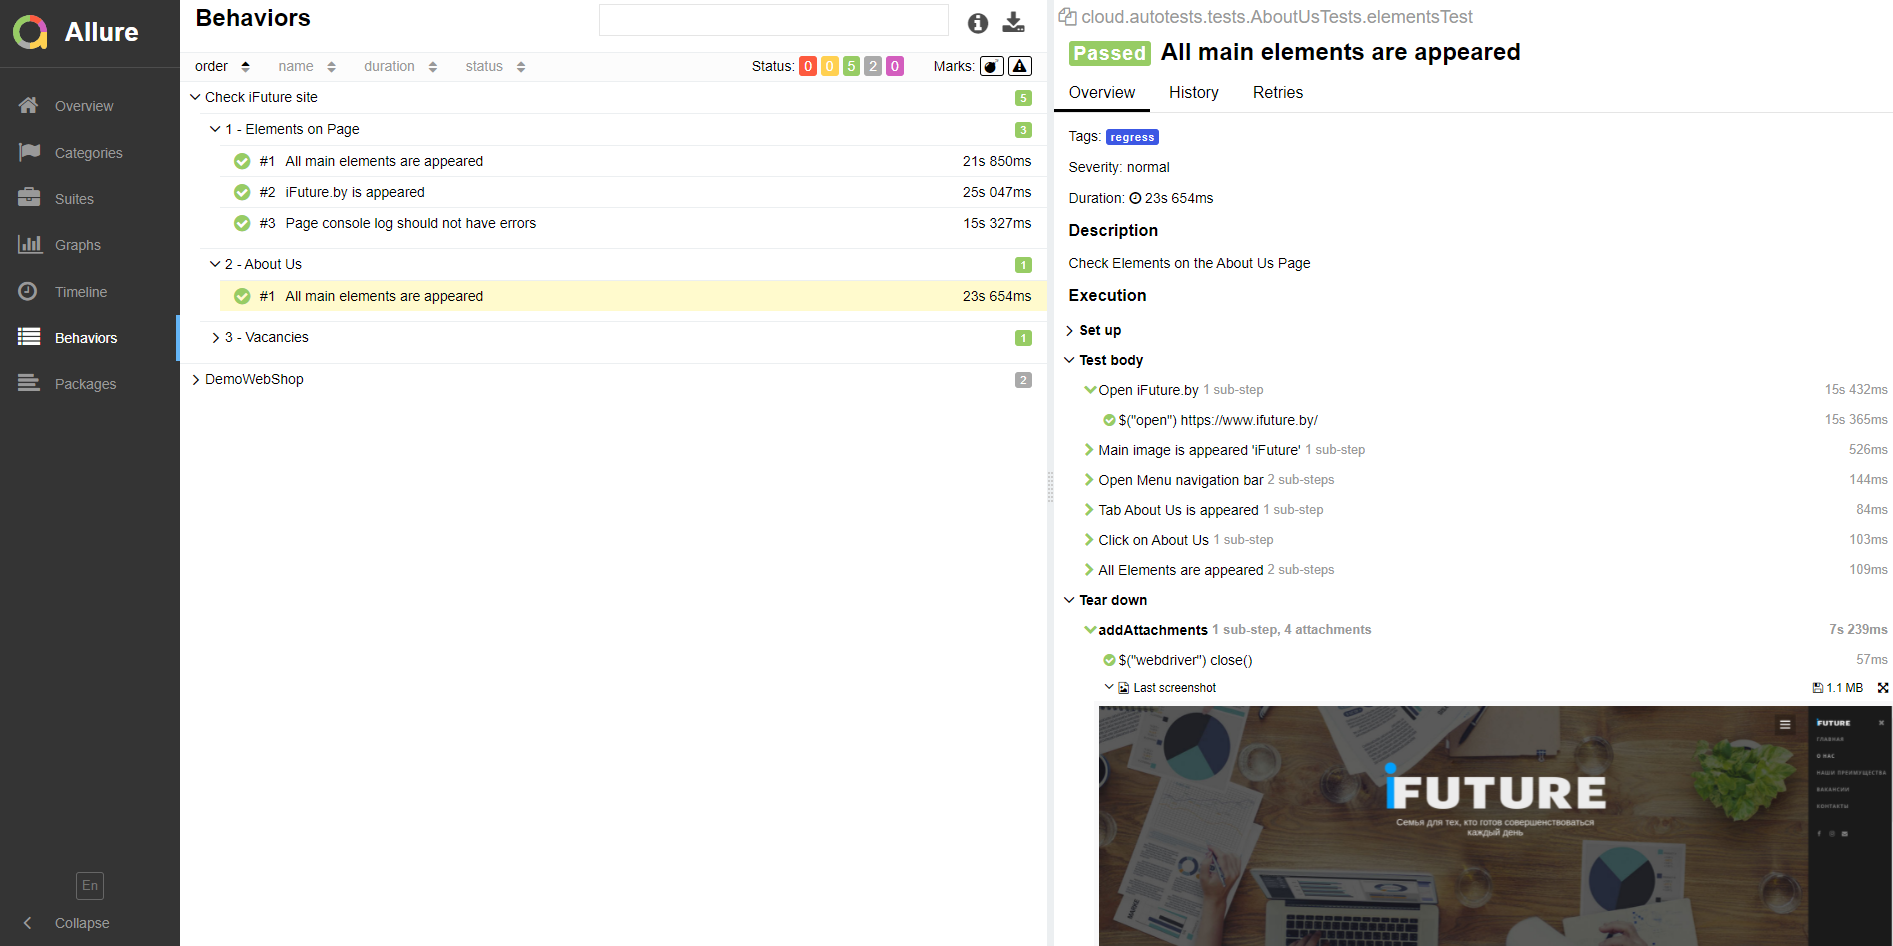 Allure
Overview
Categories
Suites
Graphs
Timeline
Behaviors
Packages
En
Collapse
Behaviors
order name duration status Status: 0 0 5 2 0 Marks:
Check iFuture site 5
1 - Elements on Page 3
#1 All main elements are appeared 21s 850ms
#2 iFuture.by is appeared 25s 047ms
#3 Page console log should not have errors 15s 327ms
2 - About Us 1
#1 All main elements are appeared 23s 654ms
3 - Vacancies 1
DemoWebShop 2
cloud.autotests.tests.AboutUsTests.elementsTest
Passed All main elements are appeared
Overview History Retries
Tags: regress
Severity: normal
Duration: 23s 654ms
Description
Check Elements on the About Us Page
Execution
Set up
Test body
Open iFuture.by 1 sub-step 15s 432ms
$("open") https://www.ifuture.by/ 15s 365ms
Main image is appeared 'iFuture' 1 sub-step 526ms
Open Menu navigation bar 2 sub-steps 144ms
Tab About Us is appeared 1 sub-step 84ms
Click on About Us 1 sub-step 103ms
All Elements are appeared 2 sub-steps 109ms
Tear down
addAttachments 1 sub-step, 4 attachments 7s 239ms
$("webdriver") close() 57ms
Last screenshot 1.1 MB
iFUTURE
Семья для тех, кто готов совершенствоваться
каждый день
iFUTURE
ГЛАВНАЯ
О НАС
НАШИ ПРЕИМУЩЕСТВА
ВАКАНСИИ
КОНТАКТЫ